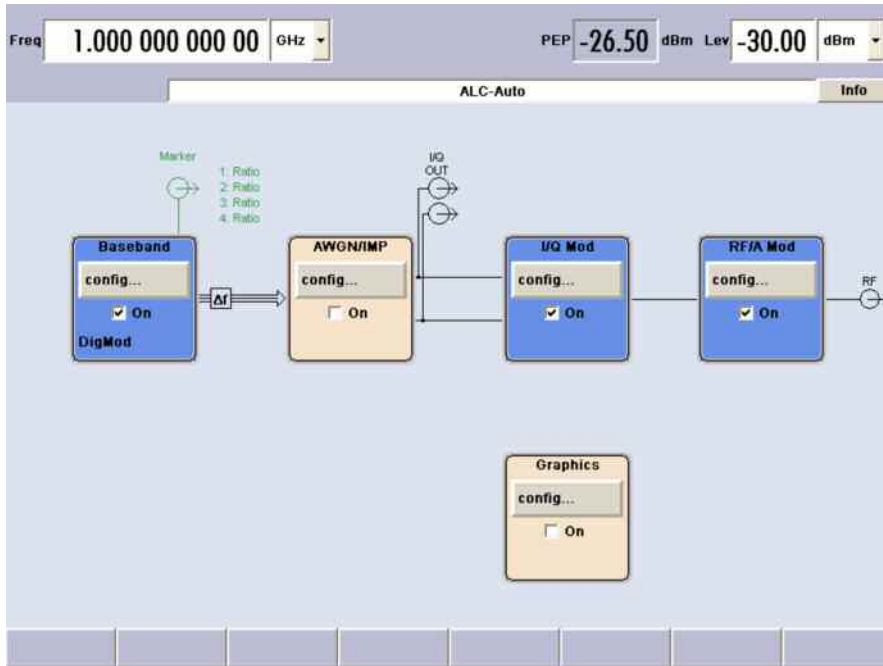 Freq 1.000 000 000 00 GHz PEP -26.50 dBm Lev -30.00 dBm
ALC-Auto Info
Marker
1: Ratio
2: Ratio
3: Ratio
4: Ratio
I/Q
OUT
Baseband
config...
On
DigMod
Δf
AWGN/IMP
config...
On
I/Q Mod
config...
On
RF/A Mod
config...
On
RF
Graphics
config...
On